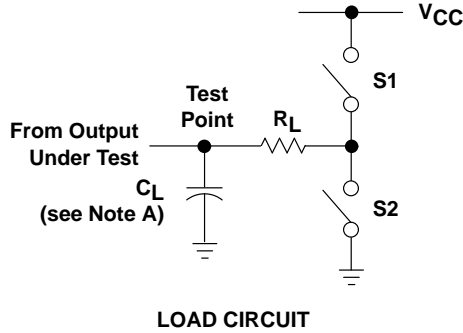 VCC
S1
Test
Point
RL
From Output
Under Test
CL
(see Note A)
S2
LOAD CIRCUIT